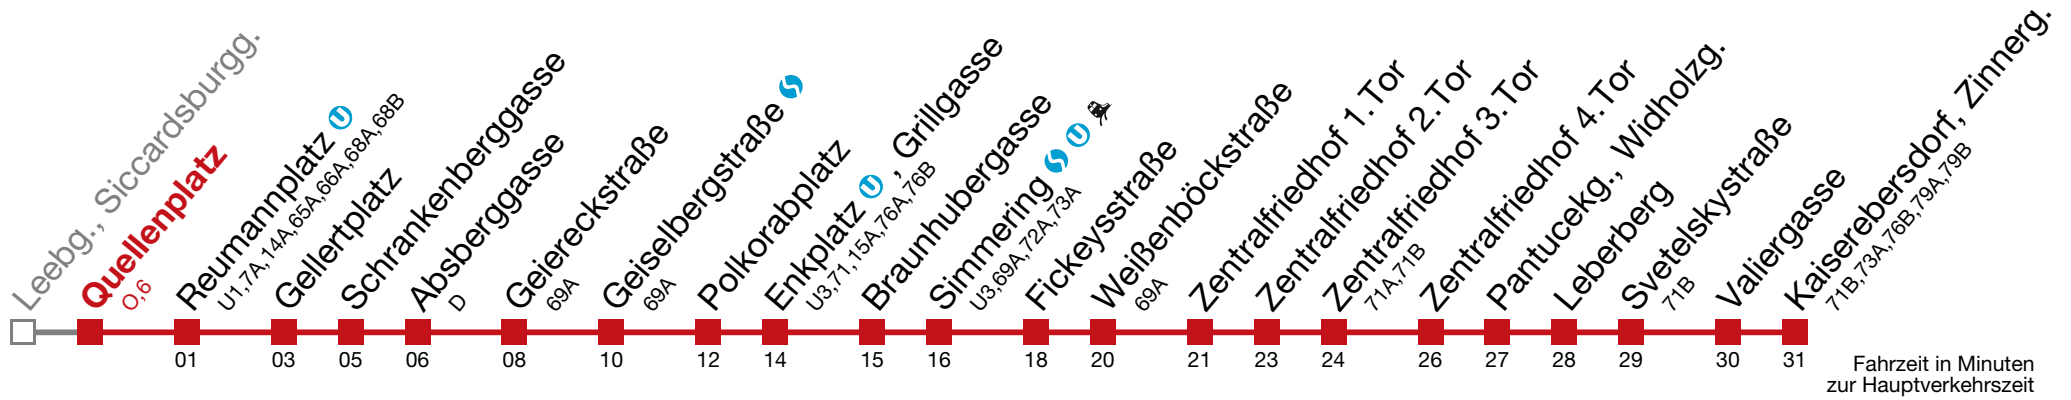 Leebg., Siccardsburgg.
Quellenplatz
O,6
Reumannplatz U
U1,7A,14A,65A,66A,68A,68B
Gellertplatz
Schrankenberggasse
Absberggasse
D
Geiereckstraße
69A
Geiselbergstraße S
69A
Polkorabplatz
Enkplatz U , Grillgasse
U3,71,15A,76A,76B
Braunhubergasse
Simmering S U
U3,69A,72A,73A
Fickeysstraße
Weißenböckstraße
69A
Zentralfriedhof 1.Tor
Zentralfriedhof 2.Tor
Zentralfriedhof 3.Tor
71A,71B
Zentralfriedhof 4.Tor
Pantucekg., Widholzg.
Leberberg
Svetelskystraße
71B
Valiergasse
Kaiserebersdorf, Zinnerg.
71B,73A,76B,79A,79B
01 03 05 06 08 10 12 14 15 16 18 20 21 23 24 26 27 28 29 30 31
Fahrzeit in Minuten
zur Hauptverkehrszeit